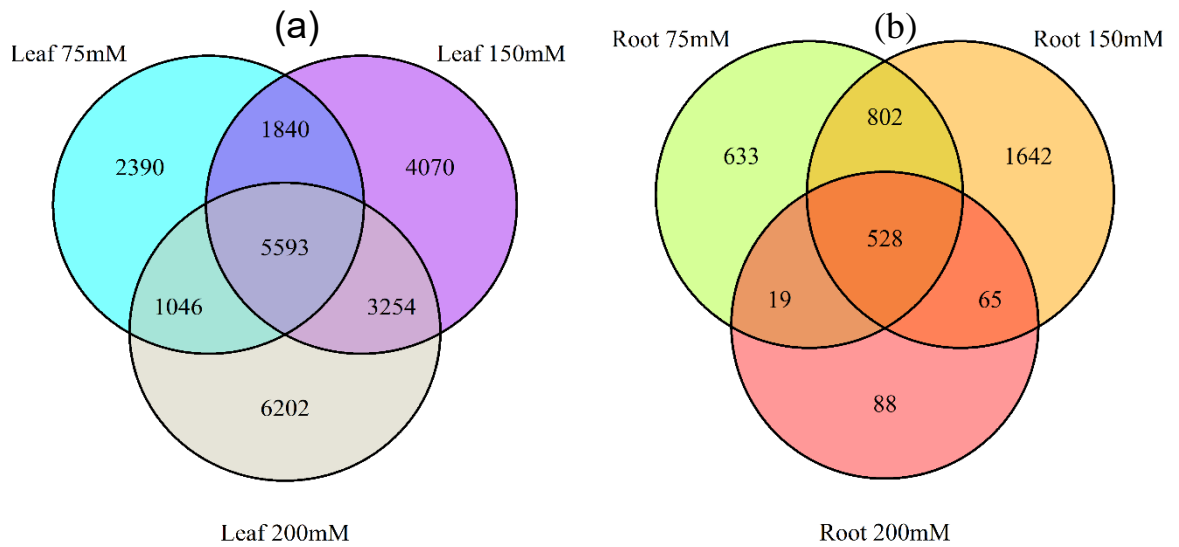 (a)
Leaf 75mM
Leaf 150mM
1840
2390
4070
5593
1046
3254
6202
Leaf 200mM
(b)
Root 75mM
Root 150mM
802
633
1642
528
19
65
88
Root 200mM